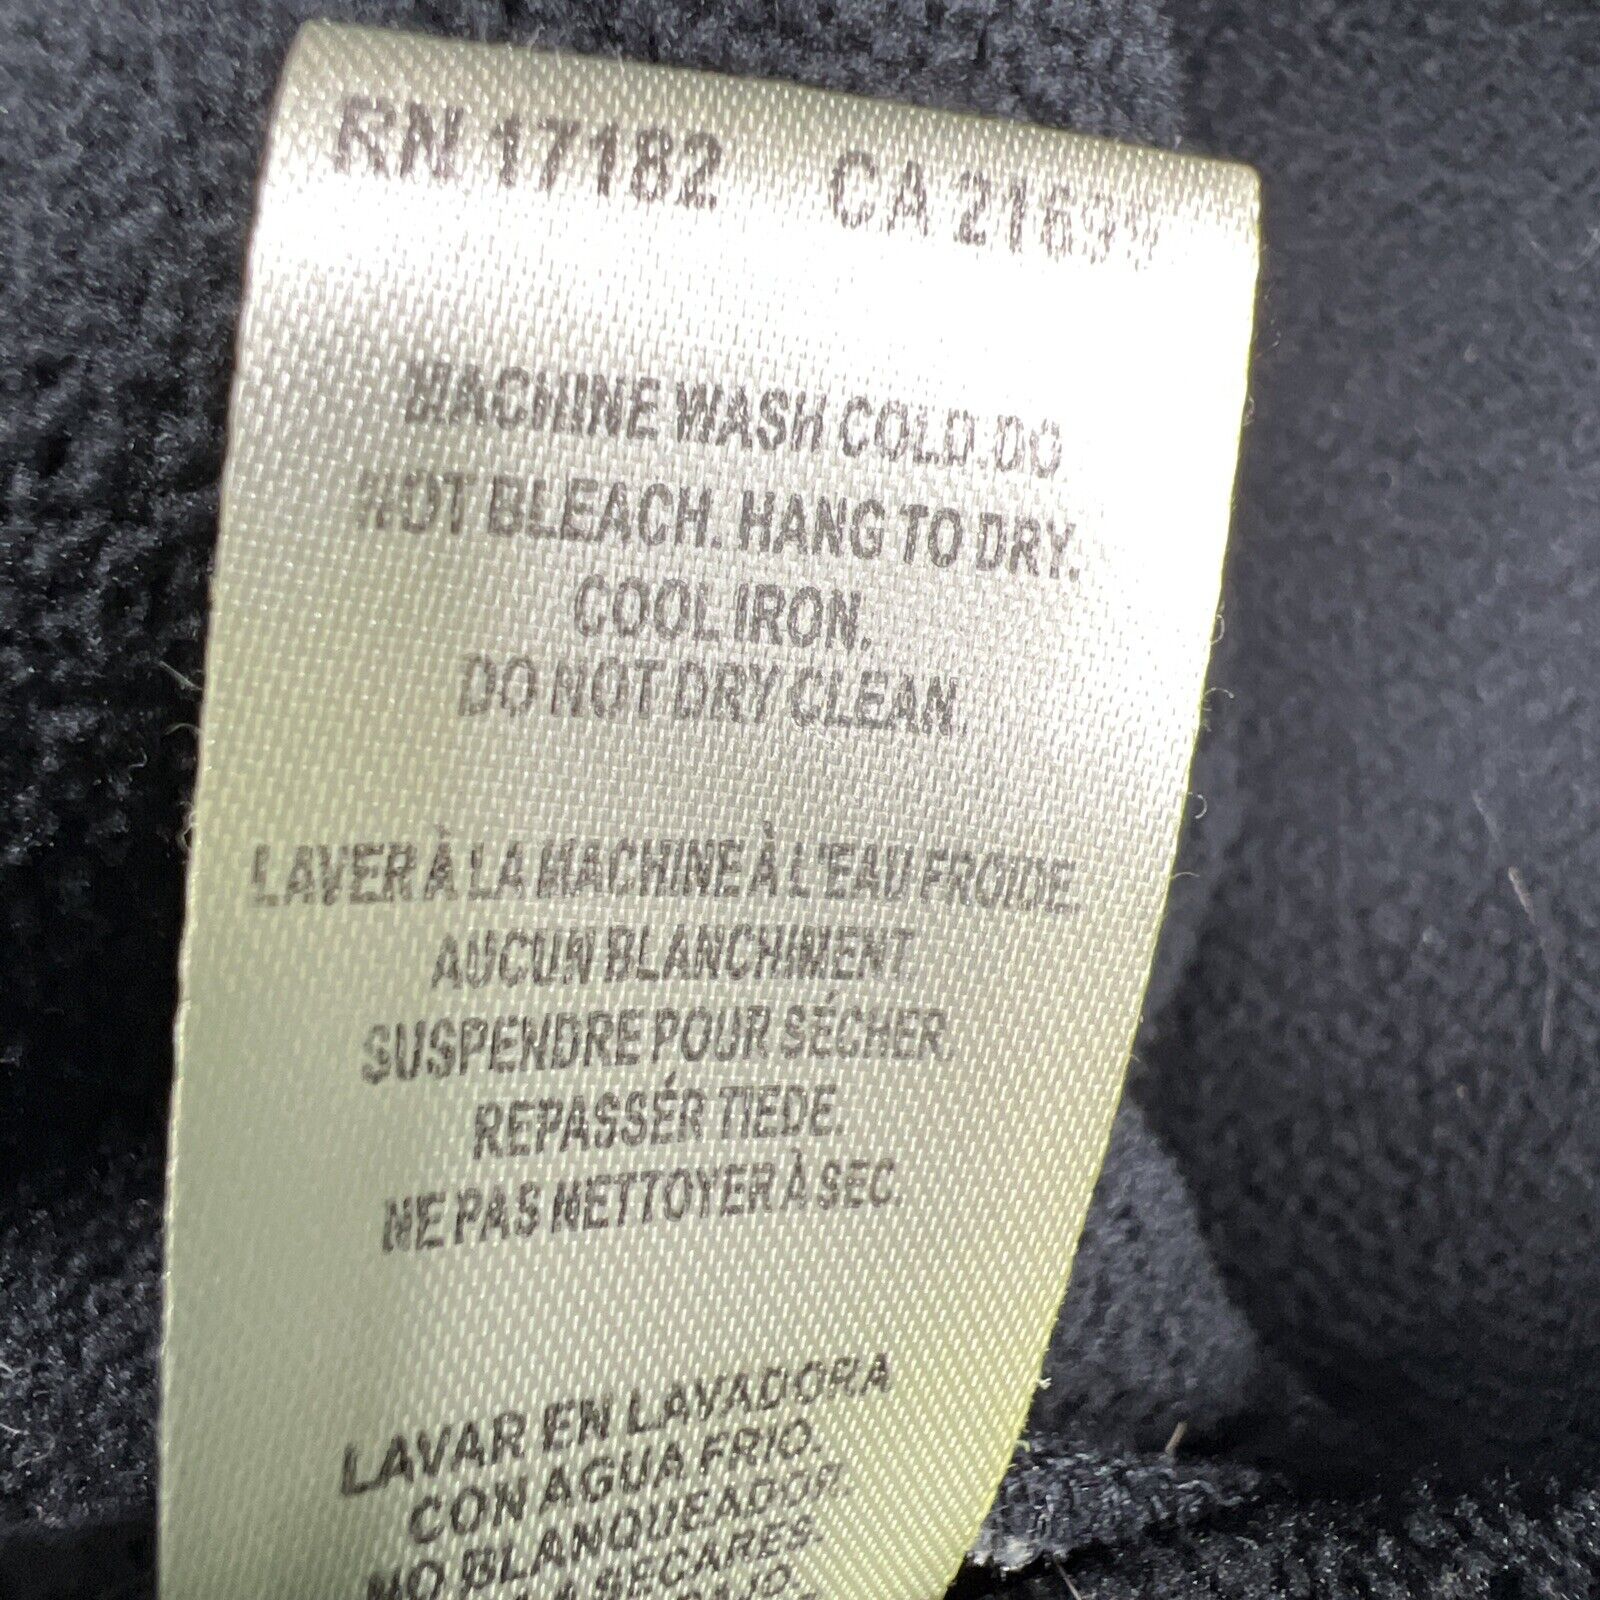 RN 17182
MACHINE WASH COLD. DO
NOT BLEACH. HANG TO DRY.
COOL IRON.
DO NOT DRY CLEAN.
LAVER À LA MACHINE À L'EAU FROIDE.
AUCUN BLANCHIMENT.
SUSPENDRE POUR SÉCHER.
REPASSÉR TIEDE.
NE PAS NETTOYER À SEC.
LAVAR EN LAVADORA
CON AGUA FRIO.
NO BLANQUEADOR.
SECARES.